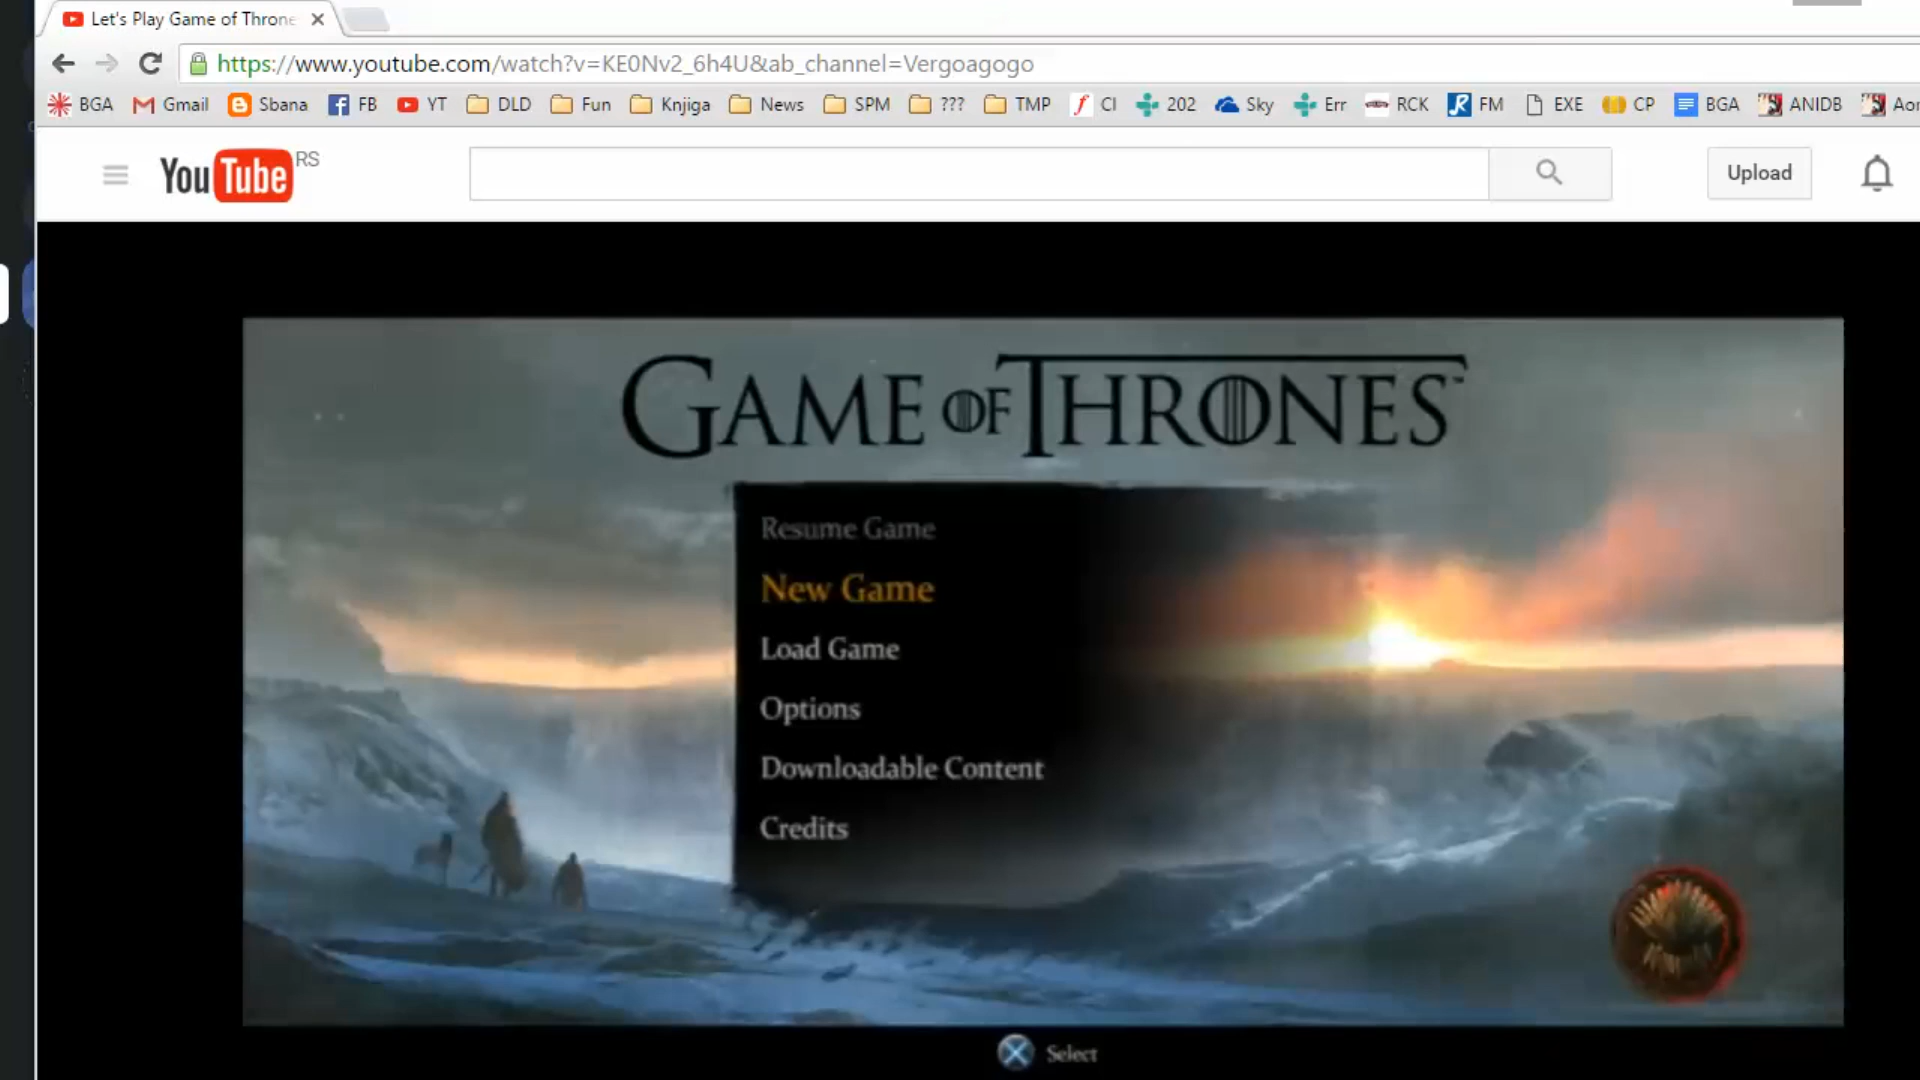 Let's Play Game of Throne
https://www.youtube.com/watch?v=KE0Nv2_6h4U&ab_channel=Vergoagogo
BGA Gmail Sbana FB YT DLD Fun Knjiga News SPM ??? TMP CI 202 Sky Err RCK FM EXE CP BGA ANIDB Aor
YouTube RS Upload
GAME OF THRONES™
Resume Game
New Game
Load Game
Options
Downloadable Content
Credits
Select